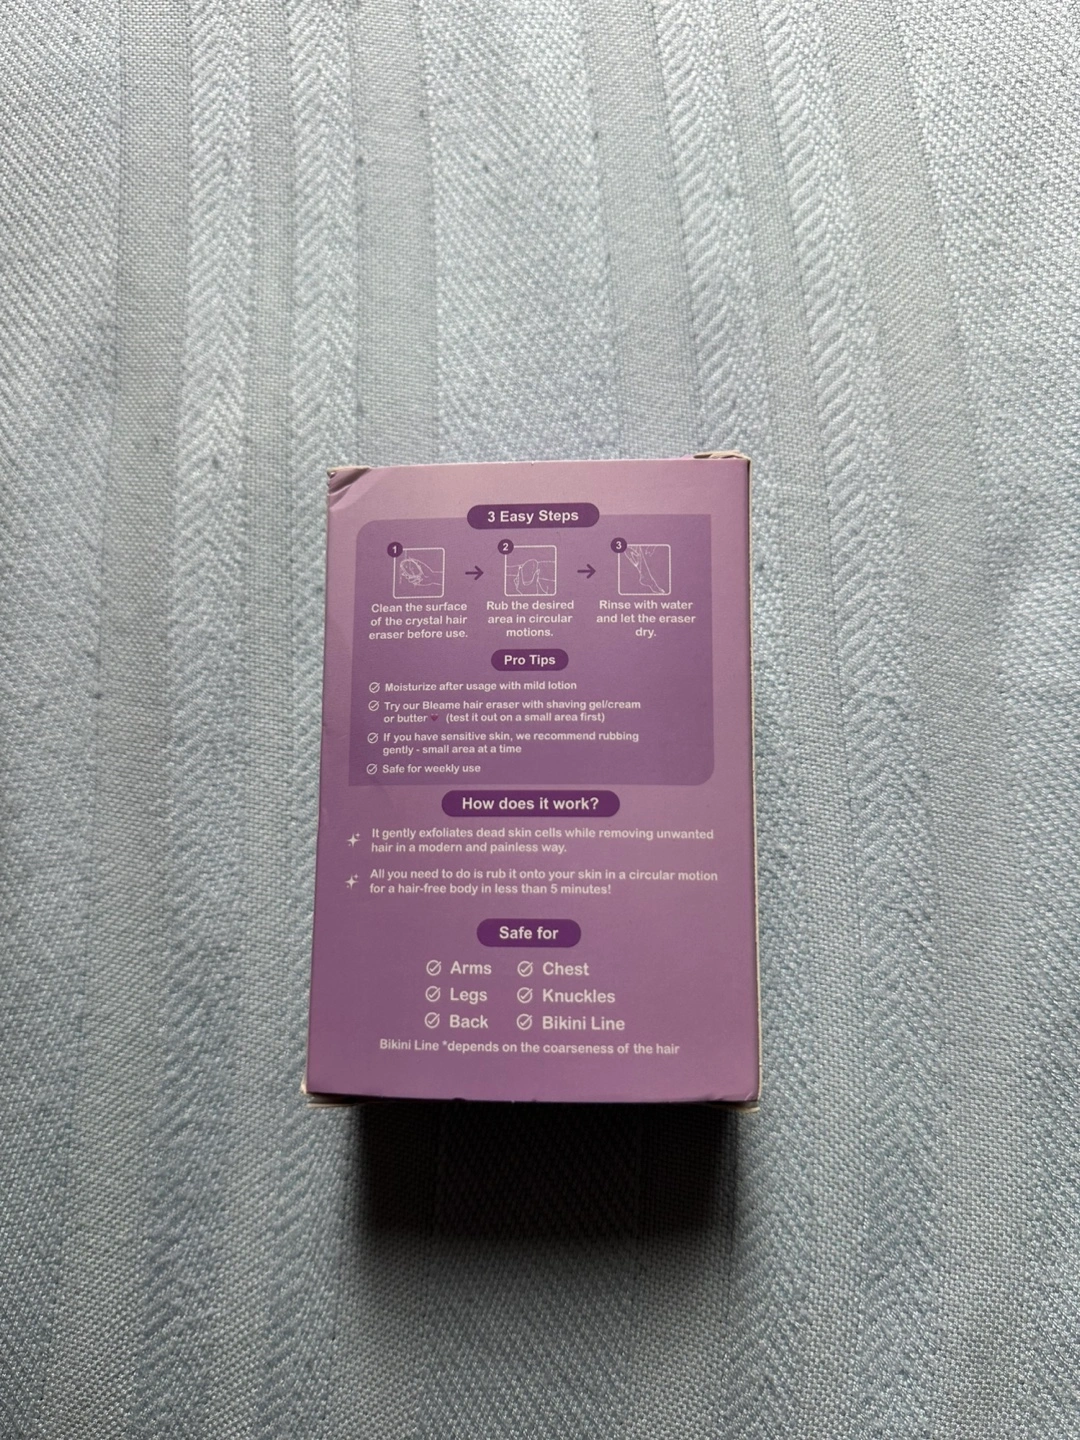 3 Easy Steps
1
2
3
Clean the surface
of the crystal hair
eraser before use.
Rub the desired
area in circular
motions.
Rinse with water
and let the eraser
dry.
Pro Tips
Moisturize after usage with mild lotion
Try our Bleame hair eraser with shaving gel/cream
or butter (test it out on a small area first)
If you have sensitive skin, we recommend rubbing
gently - small area at a time
Safe for weekly use
How does it work?
It gently exfoliates dead skin cells while removing unwanted
hair in a modern and painless way.
All you need to do is rub it onto your skin in a circular motion
for a hair-free body in less than 5 minutes!
Safe for
Arms
Chest
Legs
Knuckles
Back
Bikini Line
Bikini Line *depends on the coarseness of the hair